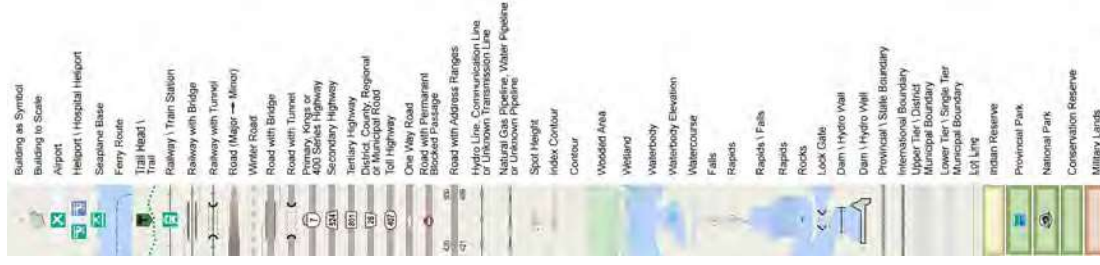 Building as Symbol
Building to Scale
Airport
Heliport \ Hospital Heliport
Seaplane Base
Ferry Route
Trail Head \
Trail
Railway \ Train Station
Railway with Bridge
Railway with Tunnel
Road (Major → Minor)
Winter Road
Road with Bridge
Road with Tunnel
Primary, Kings or
400 Series Highway
Secondary Highway
Tertiary Highway
District, County, Regional
or Municipal Road
Toll Highway
One Way Road
Road with Permanent
Blocked Passage
Road with Address Ranges
Hydro Line, Communication Line
or Unknown Transmission Line
Natural Gas Pipeline, Water Pipeline
or Unknown Pipeline
Spot Height
Index Contour
Contour
Wooded Area
Wetland
Waterbody
Waterbody Elevation
Watercourse
Falls
Rapids
Rapids \ Falls
Rapids
Rocks
Lock Gate
Dam \ Hydro Wall
Dam \ Hydro Wall
Provincial \ State Boundary
International Boundary
Upper Tier \ District
Municipal Boundary
Lower Tier \ Single Tier
Municipal Boundary
Lot Line
Indian Reserve
Provincial Park
National Park
Conservation Reserve
Military Lands
7
524
801
28
407